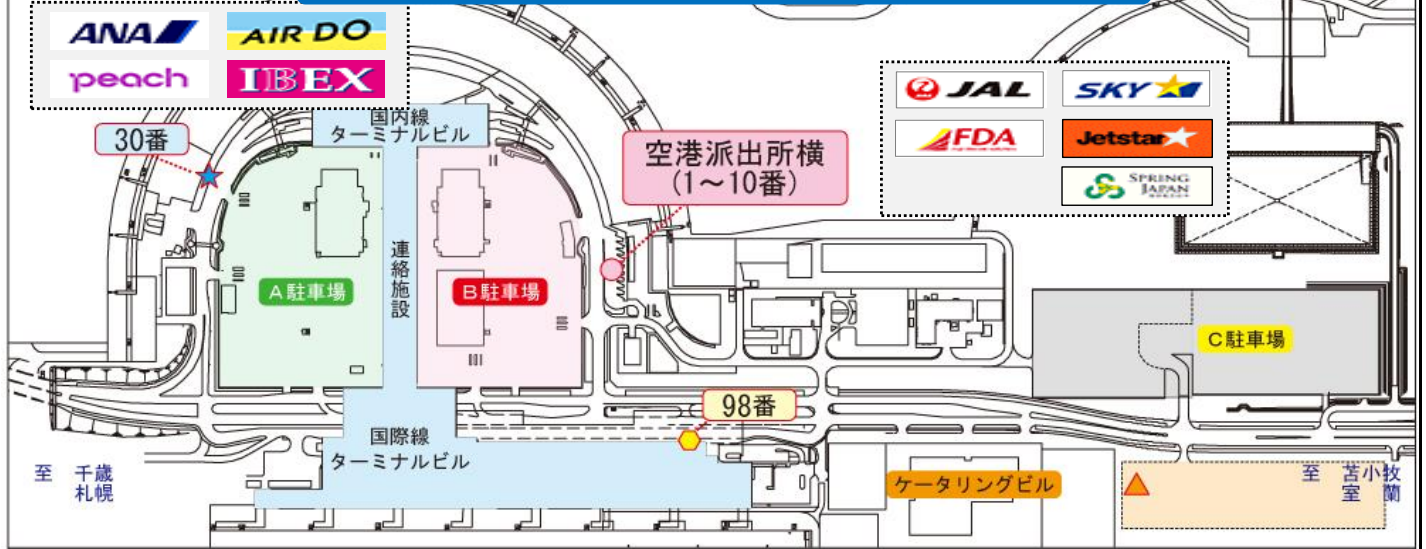 ANA
AIR DO
peach
IBEX
JAL
SKY
FDA
Jetstar
SPRING
JAPAN
国内線
ターミナルビル
30番
空港派出所横
(1～10番)
連絡施設
A駐車場
B駐車場
C駐車場
98番
国際線
ターミナルビル
ケータリングビル
至 千歳
札幌
至 苫小牧
室 蘭